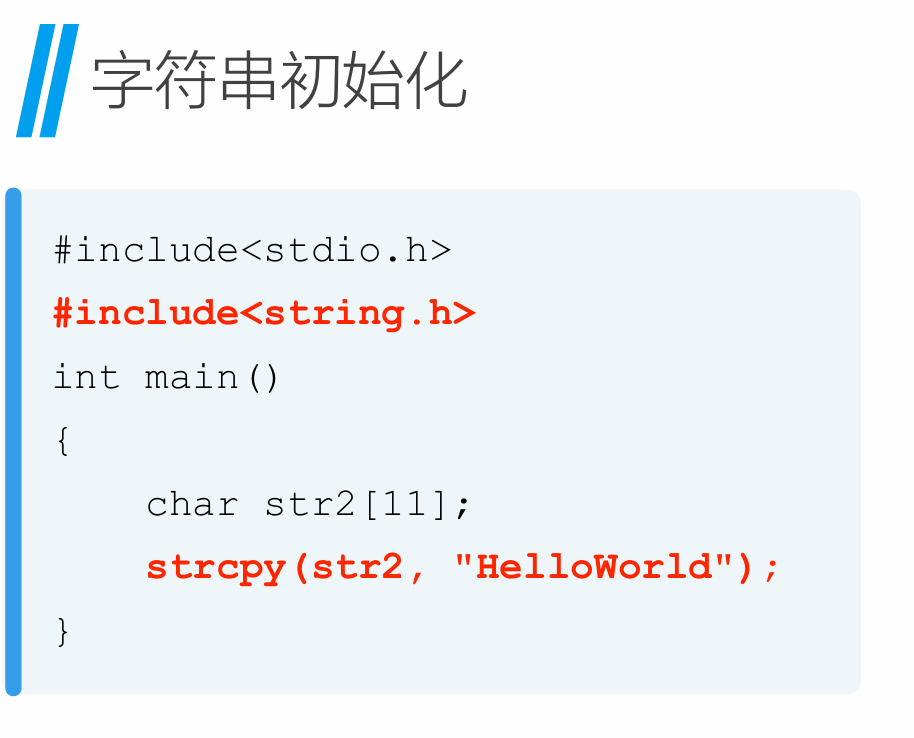 字符串初始化
#include<stdio.h>
#include<string.h>
int main()
{
    char str2[11];
    strcpy(str2, "HelloWorld");
}